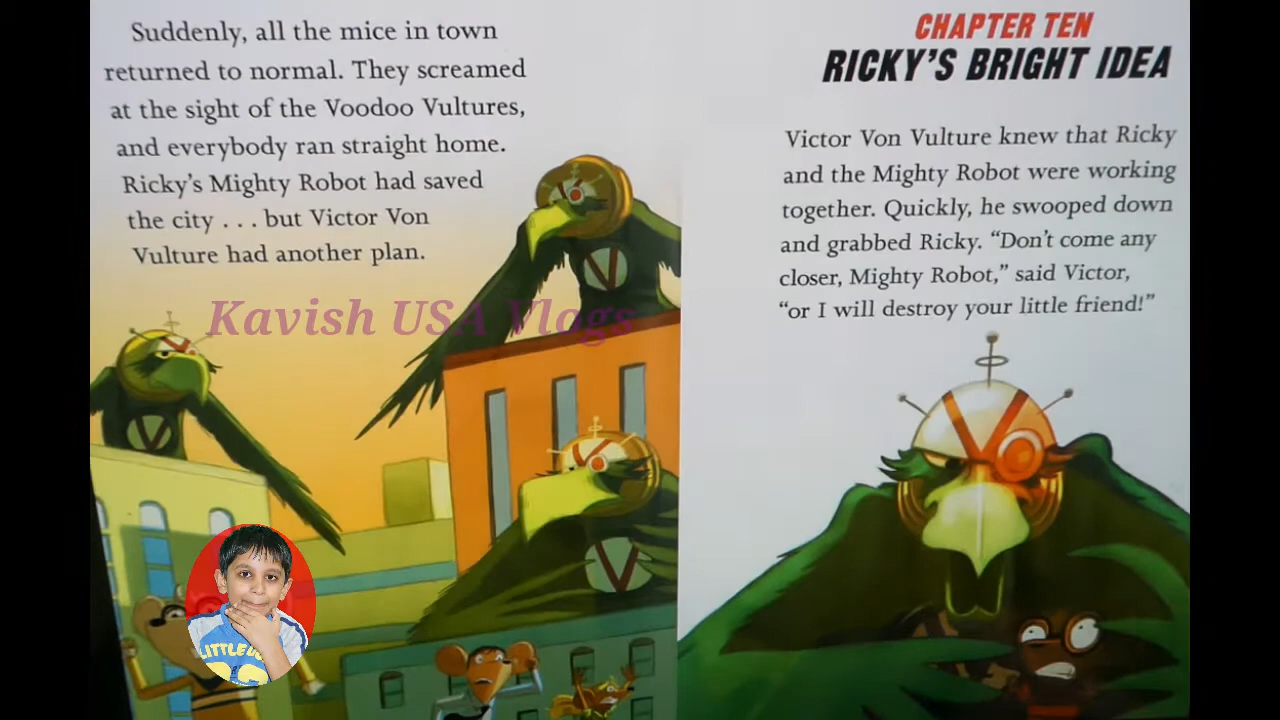 Suddenly, all the mice in town
returned to normal. They screamed
at the sight of the Voodoo Vultures,
and everybody ran straight home.
Ricky's Mighty Robot had saved
the city . . . but Victor Von
Vulture had another plan.
Kavish USA Vlogs
V
V
V
CHAPTER TEN
RICKY'S BRIGHT IDEA
Victor Von Vulture knew that Ricky
and the Mighty Robot were working
together. Quickly, he swooped down
and grabbed Ricky. “Don't come any
closer, Mighty Robot,” said Victor,
“or I will destroy your little friend!”
V